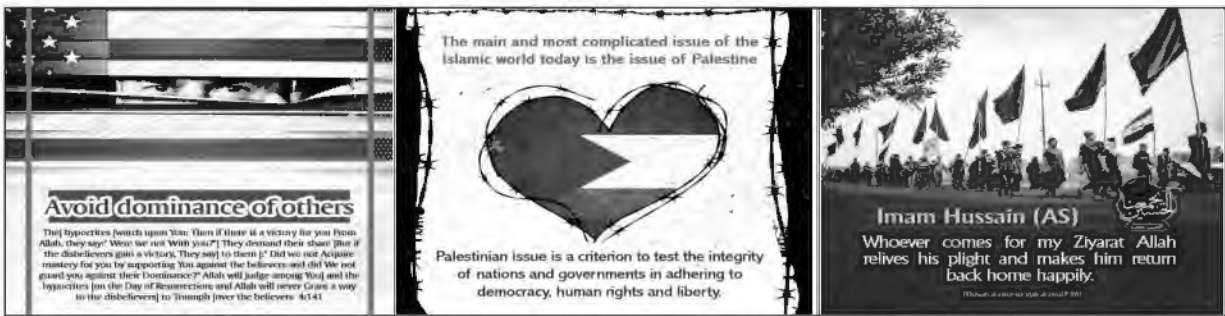 Avoid dominance of others
The] hypocrites [watch upon You: Then if there is a victory for you From
Allah, they say:" Were we not With you?"] They demand their share [But if
the disbelievers gain a victory, They say] to them ]:" Did we not Acquire
mastery for you by supporting You against the believers and did We not
guard you against their Dominance?" Allah will judge among You] and the
hypocrites [on the Day of Resurrection; and Allah will never Grant a way
to the disbelievers] to Triumph [over the believers 4:141
The main and most complicated issue of the
Islamic world today is the issue of Palestine
Palestinian issue is a criterion to test the integrity
of nations and governments in adhering to
democracy, human rights and liberty.
Imam Hussain (AS)
Whoever comes for my Ziyarat Allah
relives his plight and makes him return
back home happily.